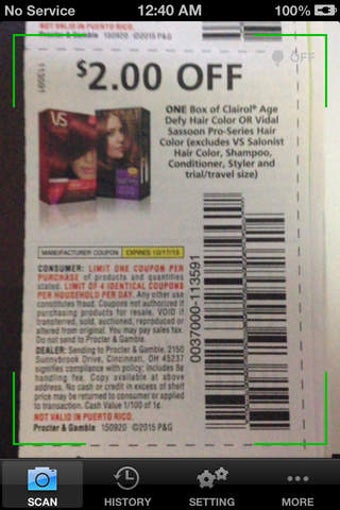 No Service 12:40 AM 100%
NOT VALID IN PUERTO RICO.
Procter & Gamble 150920 ©2015 P&G
OFF
113591
$2.00 OFF
ONE Box of Clairol® Age
Defy Hair Color OR Vidal
Sassoon Pro-Series Hair
Color (excludes VS Salonist
Hair Color, Shampoo,
Conditioner, Styler and
trial/travel size)
VS
MANUFACTURER COUPON EXPIRES 10/17/15
CONSUMER: LIMIT ONE COUPON PER
PURCHASE of products and quantities
stated. LIMIT OF 4 IDENTICAL COUPONS
PER HOUSEHOLD PER DAY. Any other use
constitutes fraud. Coupons not authorized if
purchasing products for resale. VOID if
transferred, sold, auctioned, reproduced or
altered from original. You may pay sales tax.
Do not send to Procter & Gamble.
DEALER: Sending to Procter & Gamble, 2150
Sunnybrook Drive, Cincinnati, OH 45237
signifies compliance with policy; includes 8¢
handling fee. Copy available at above
address. No cash or credit in excess of shelf
price may be returned to consumer or applied
to transaction. Cash Value 1/100 of 1¢.
NOT VALID IN PUERTO RICO.
Procter & Gamble 150920 ©2015 P&G
0037000-113591
SCAN HISTORY SETTING MORE